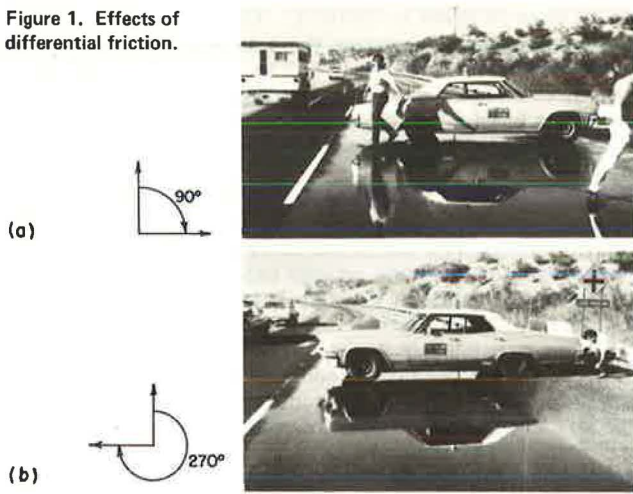 Figure 1. Effects of
differential friction.
90°
(a)
270°
(b)